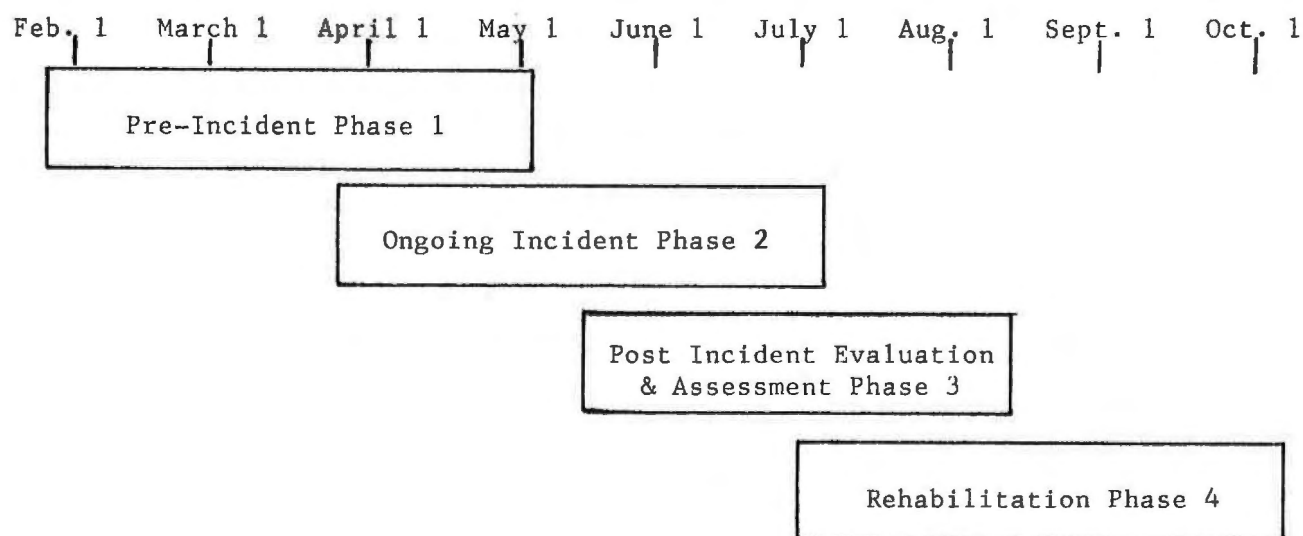 Feb. 1 March 1 April 1 May 1 June 1 July 1 Aug. 1 Sept. 1 Oct. 1
Pre-Incident Phase 1
Ongoing Incident Phase 2
Post Incident Evaluation
& Assessment Phase 3
Rehabilitation Phase 4